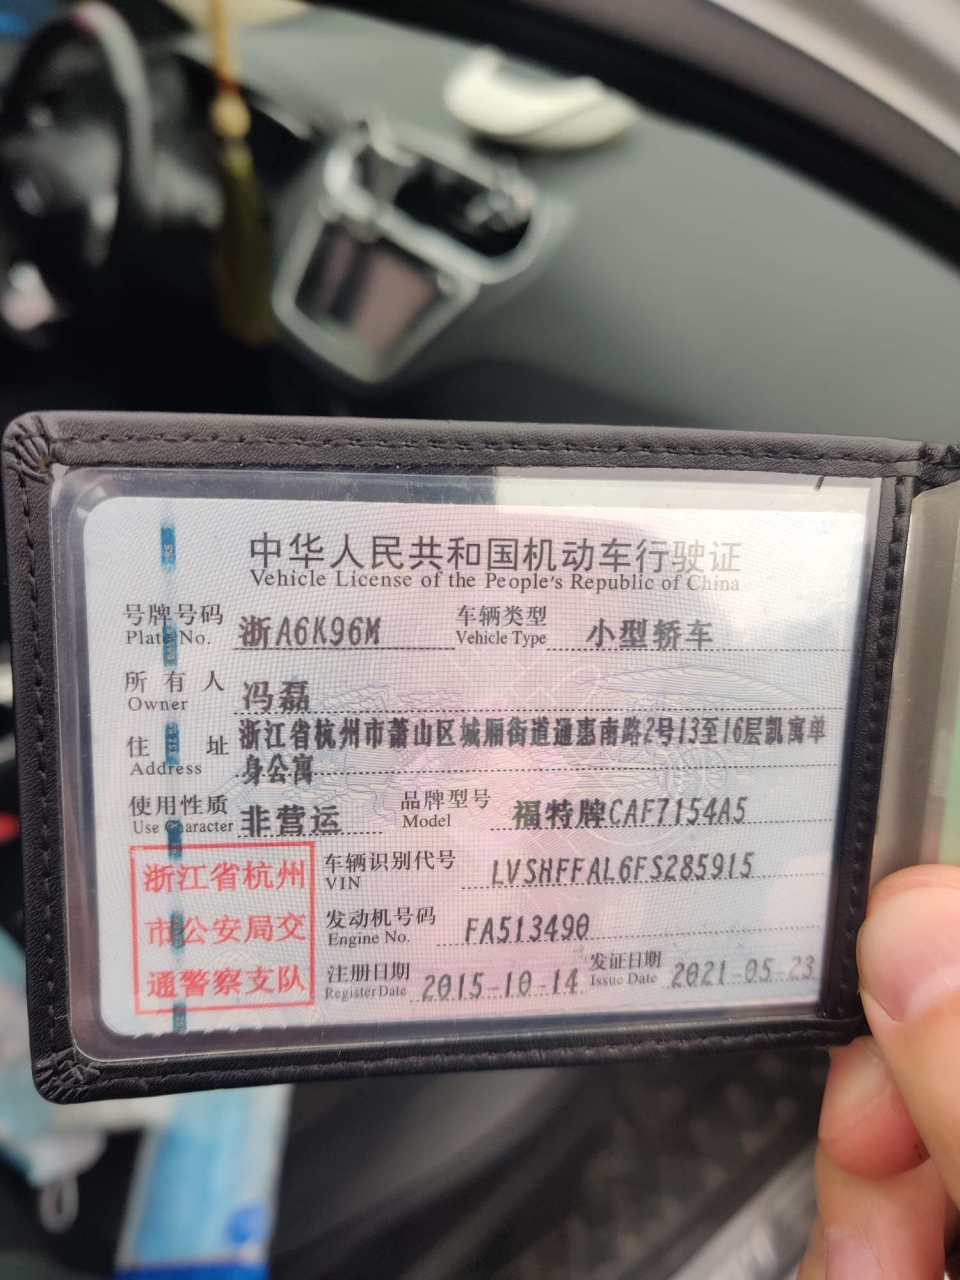 中华人民共和国机动车行驶证
Vehicle License of the People's Republic of China
号牌号码 浙A6K96M 车辆类型 小型轿车
Plate No. Vehicle Type
所有人 冯磊
Owner
住址 浙江省杭州市萧山区城厢街道通惠南路2号13至16层凯寓单
Address 身公寓
使用性质 非营运 品牌型号 福特牌CAF7154A5
Use Character Model
浙江省杭州
市公安局交
通警察支队
车辆识别代号 LVSHFFAL6FS285915
VIN
发动机号码 FA513490
Engine No.
注册日期 2015-10-14 发证日期 2021-05-23
Register Date Issue Date